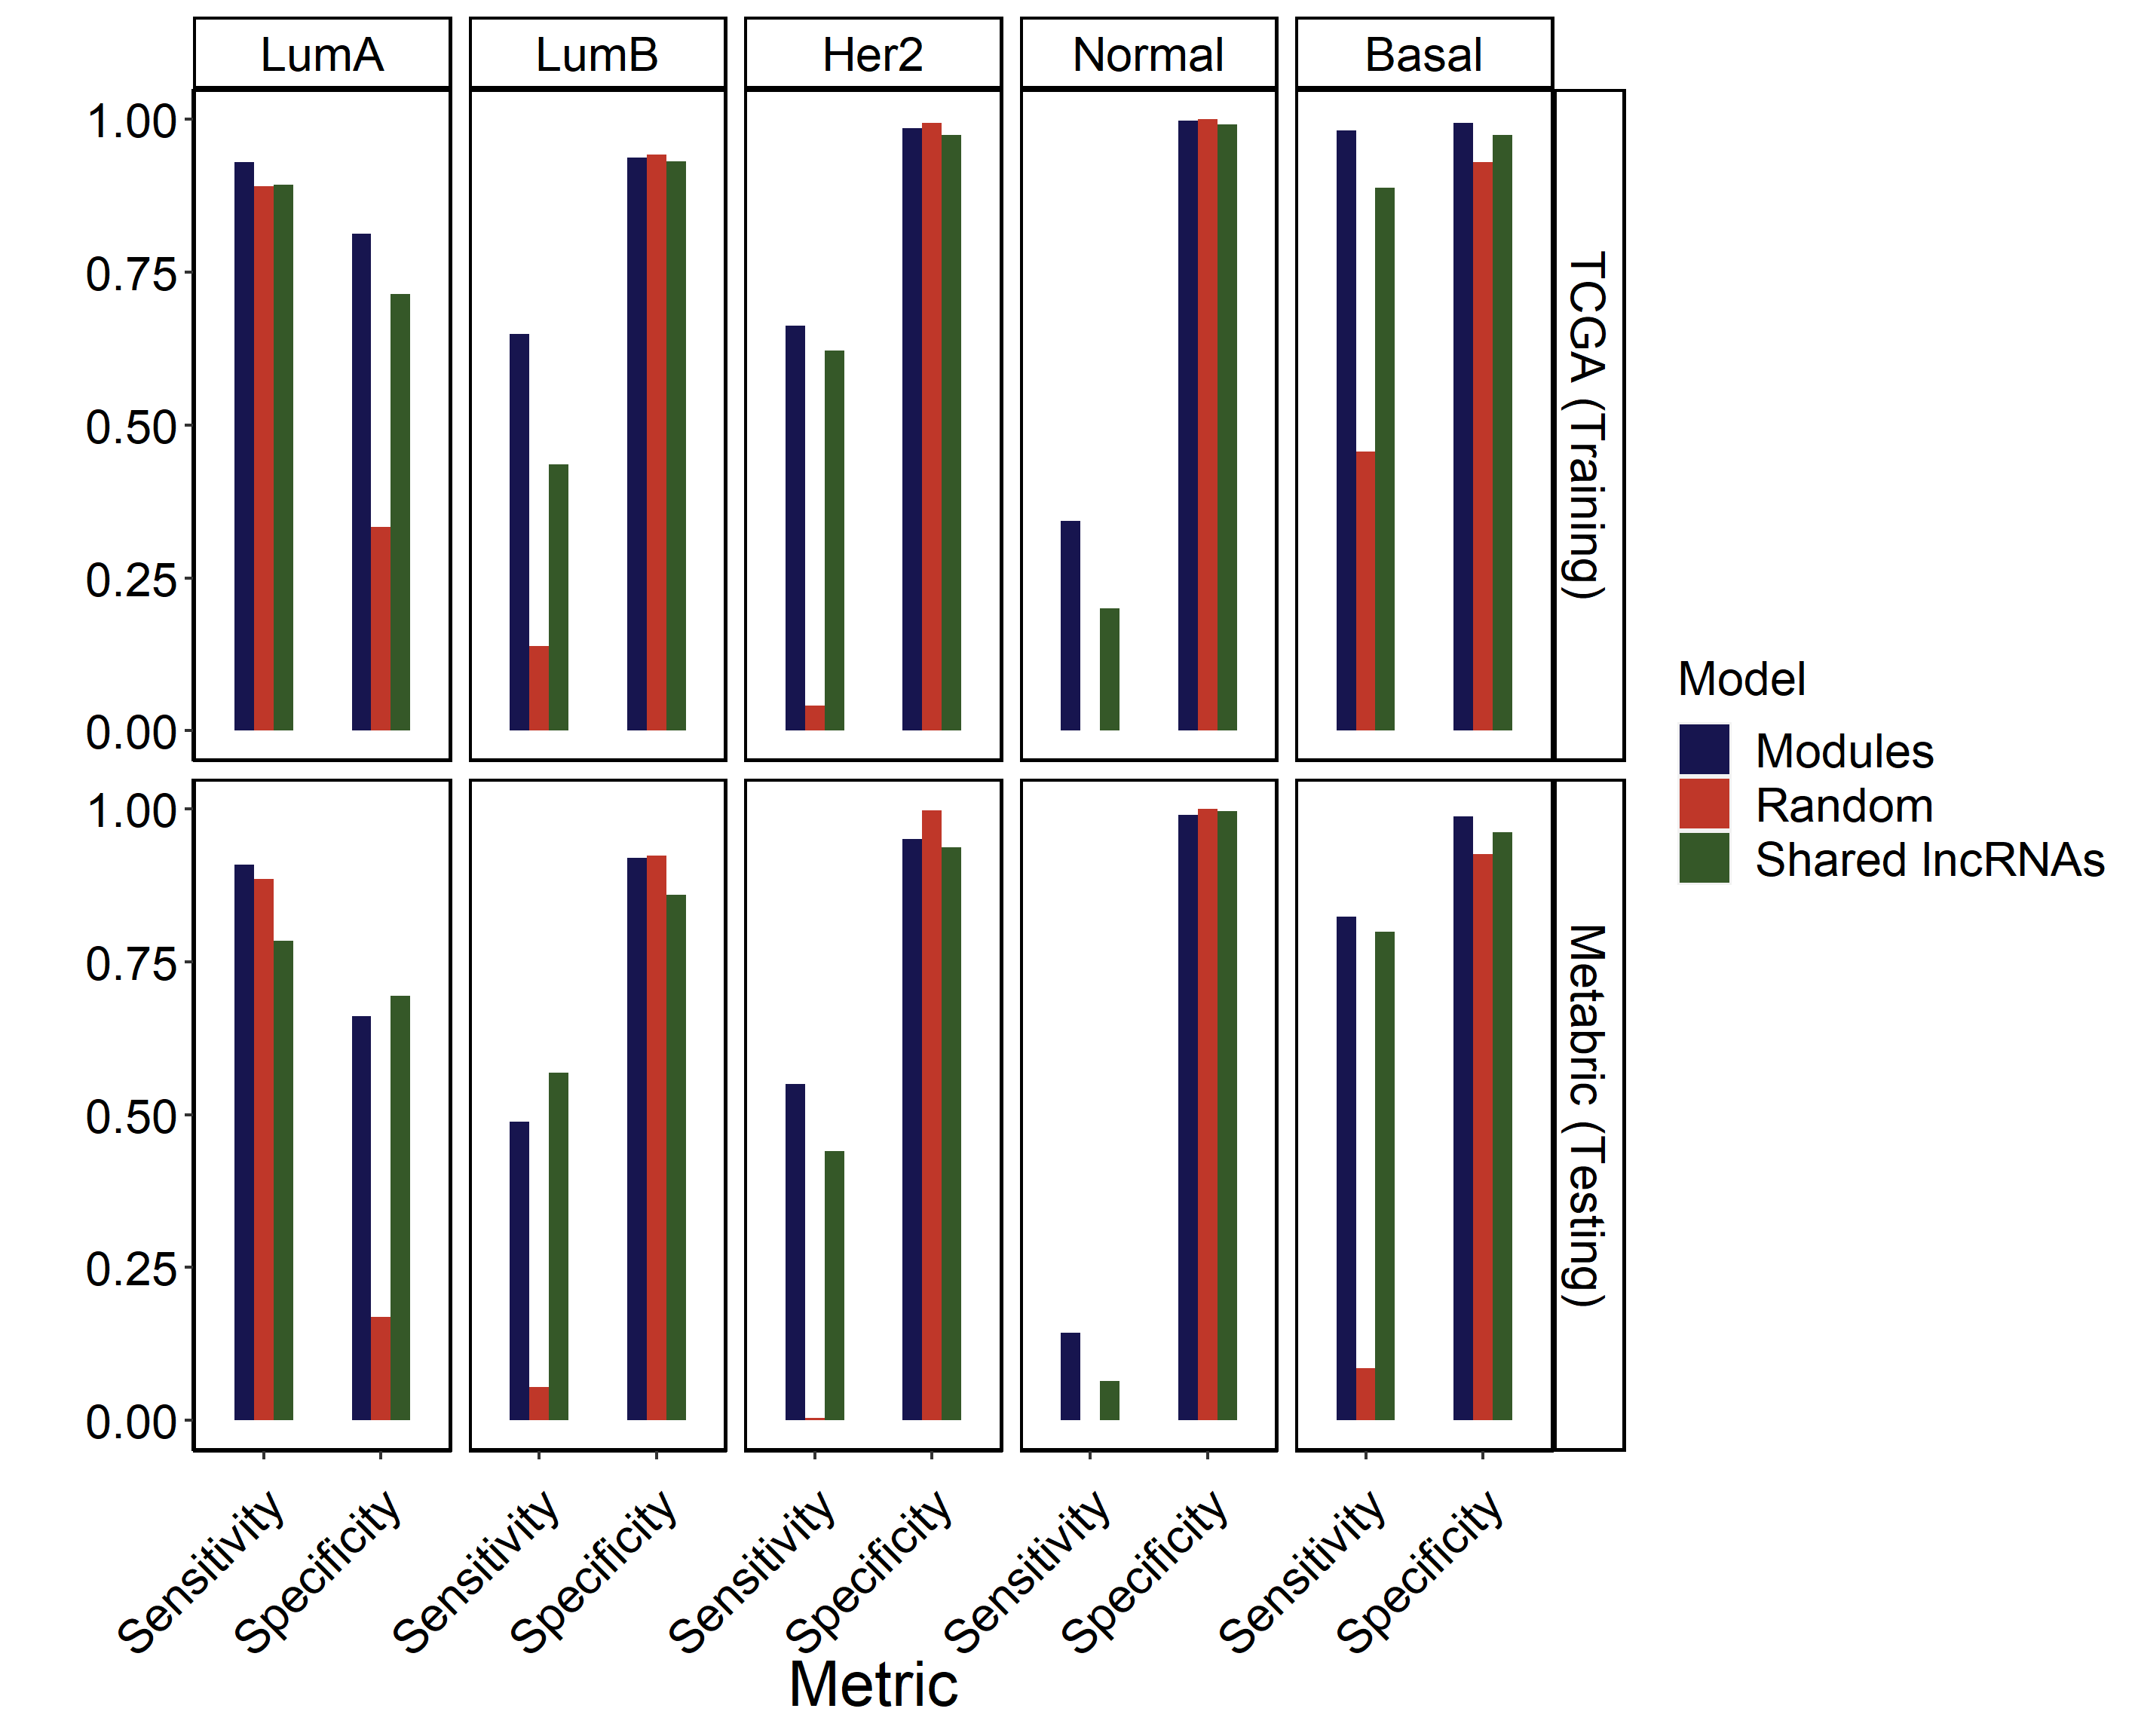 LumA
LumB
Her2
Normal
Basal
1.00
0.75
0.50
0.25
0.00
TCGA (Training)
1.00
0.75
0.50
0.25
0.00
Metabric (Testing)
Sensitivity
Specificity
Sensitivity
Specificity
Sensitivity
Specificity
Sensitivity
Specificity
Sensitivity
Specificity
Metric
Model
Modules
Random
Shared lncRNAs